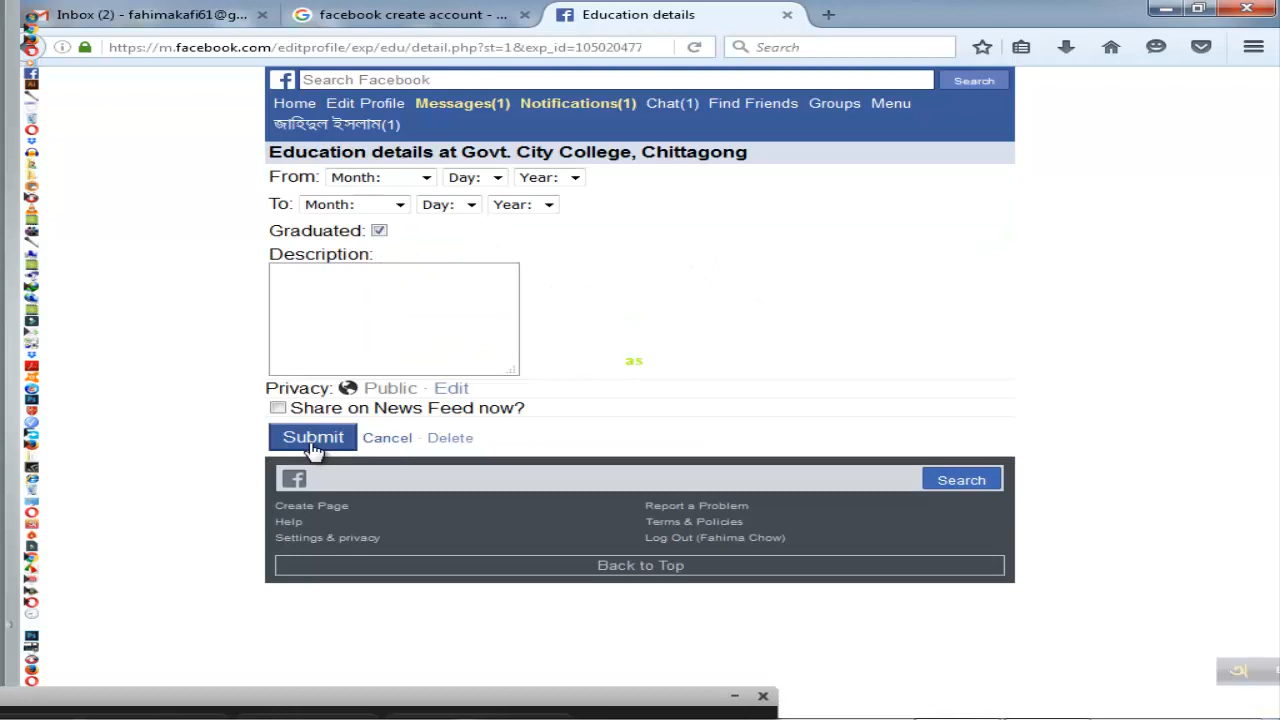 Inbox (2) - fahimakafi61@g...
facebook create account - ...
Education details
https://m.facebook.com/editprofile/exp/edu/detail.php?st=1&exp_id=105020477
Search
Search Facebook
Search
Home Edit Profile Messages(1) Notifications(1) Chat(1) Find Friends Groups Menu
জাহিদুল ইসলাম(1)
Education details at Govt. City College, Chittagong
From: Month: Day: Year:
To: Month: Day: Year:
Graduated:
Description:
as
Privacy: Public · Edit
Share on News Feed now?
Submit Cancel · Delete
Search
Create Page Report a Problem
Help Terms & Policies
Settings & privacy Log Out (Fahima Chow)
Back to Top